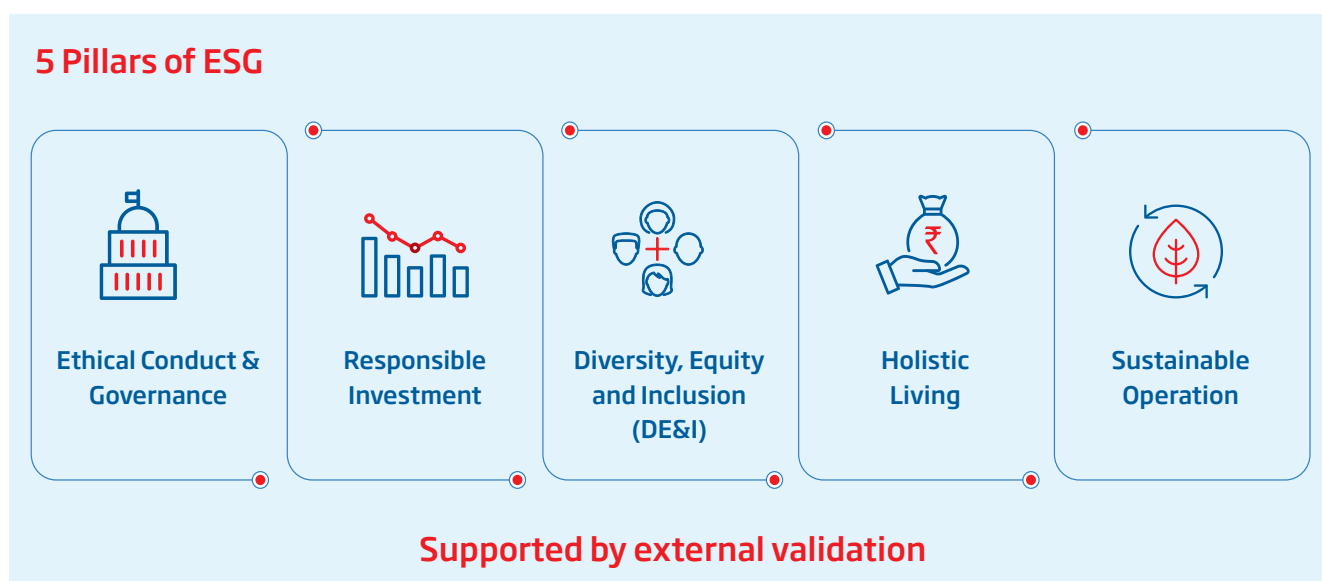 5 Pillars of ESG
₹
Ethical Conduct &
Governance
Responsible
Investment
Diversity, Equity
and Inclusion
(DE&I)
Holistic
Living
Sustainable
Operation
Supported by external validation